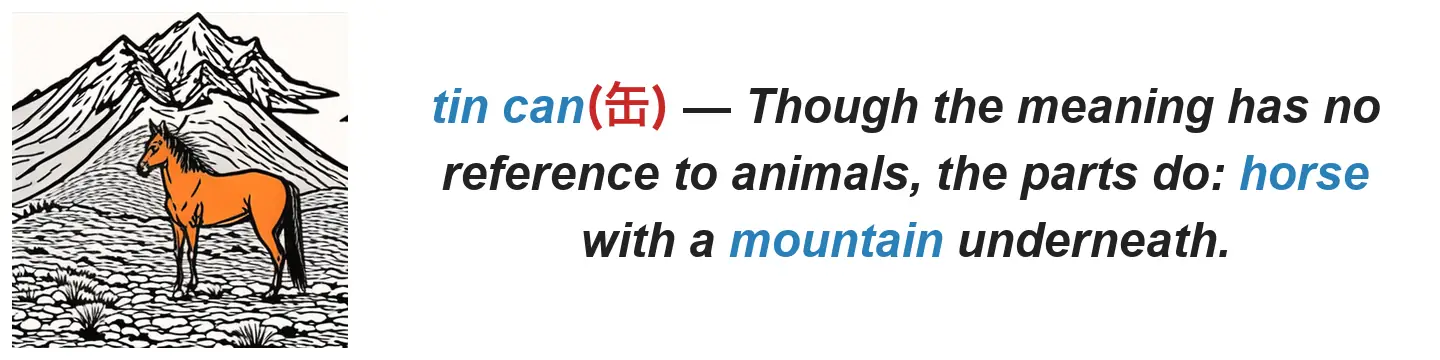 tin can(缶) — Though the meaning has no
reference to animals, the parts do: horse
with a mountain underneath.